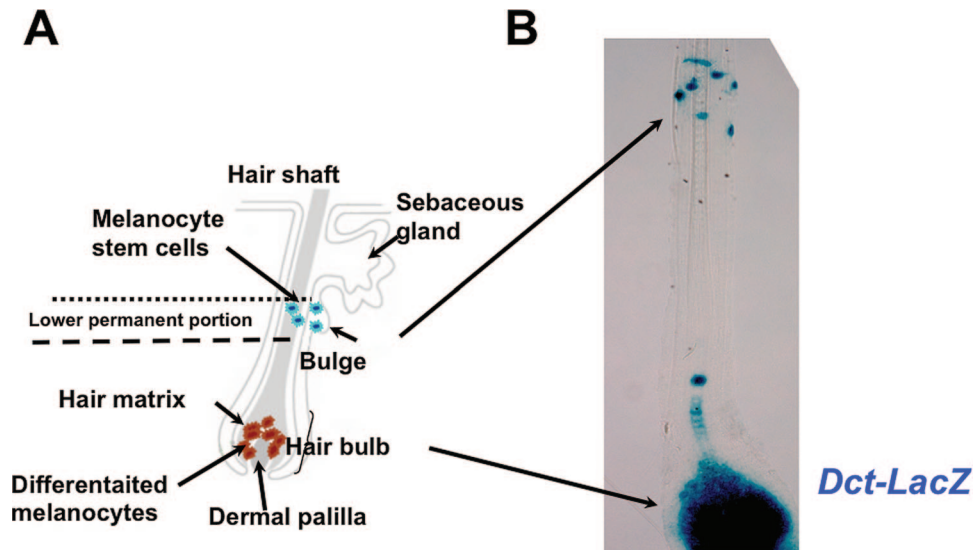 A
B
Hair shaft
Sebaceous
gland
Melanocyte
stem cells
Lower permanent portion
Bulge
Hair matrix
Hair bulb
Differentaited
melanocytes
Dermal palilla
Dct-LacZ